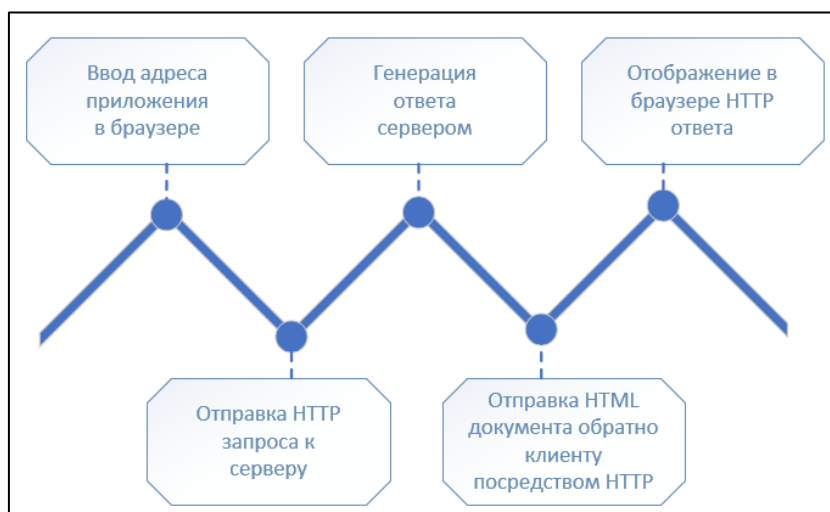 Ввод адреса
приложения
в браузере
Генерация
ответа
сервером
Отображение в
браузере HTTP
ответа
Отправка HTTP
запроса к
серверу
Отправка HTML
документа обратно
клиенту
посредством HTTP